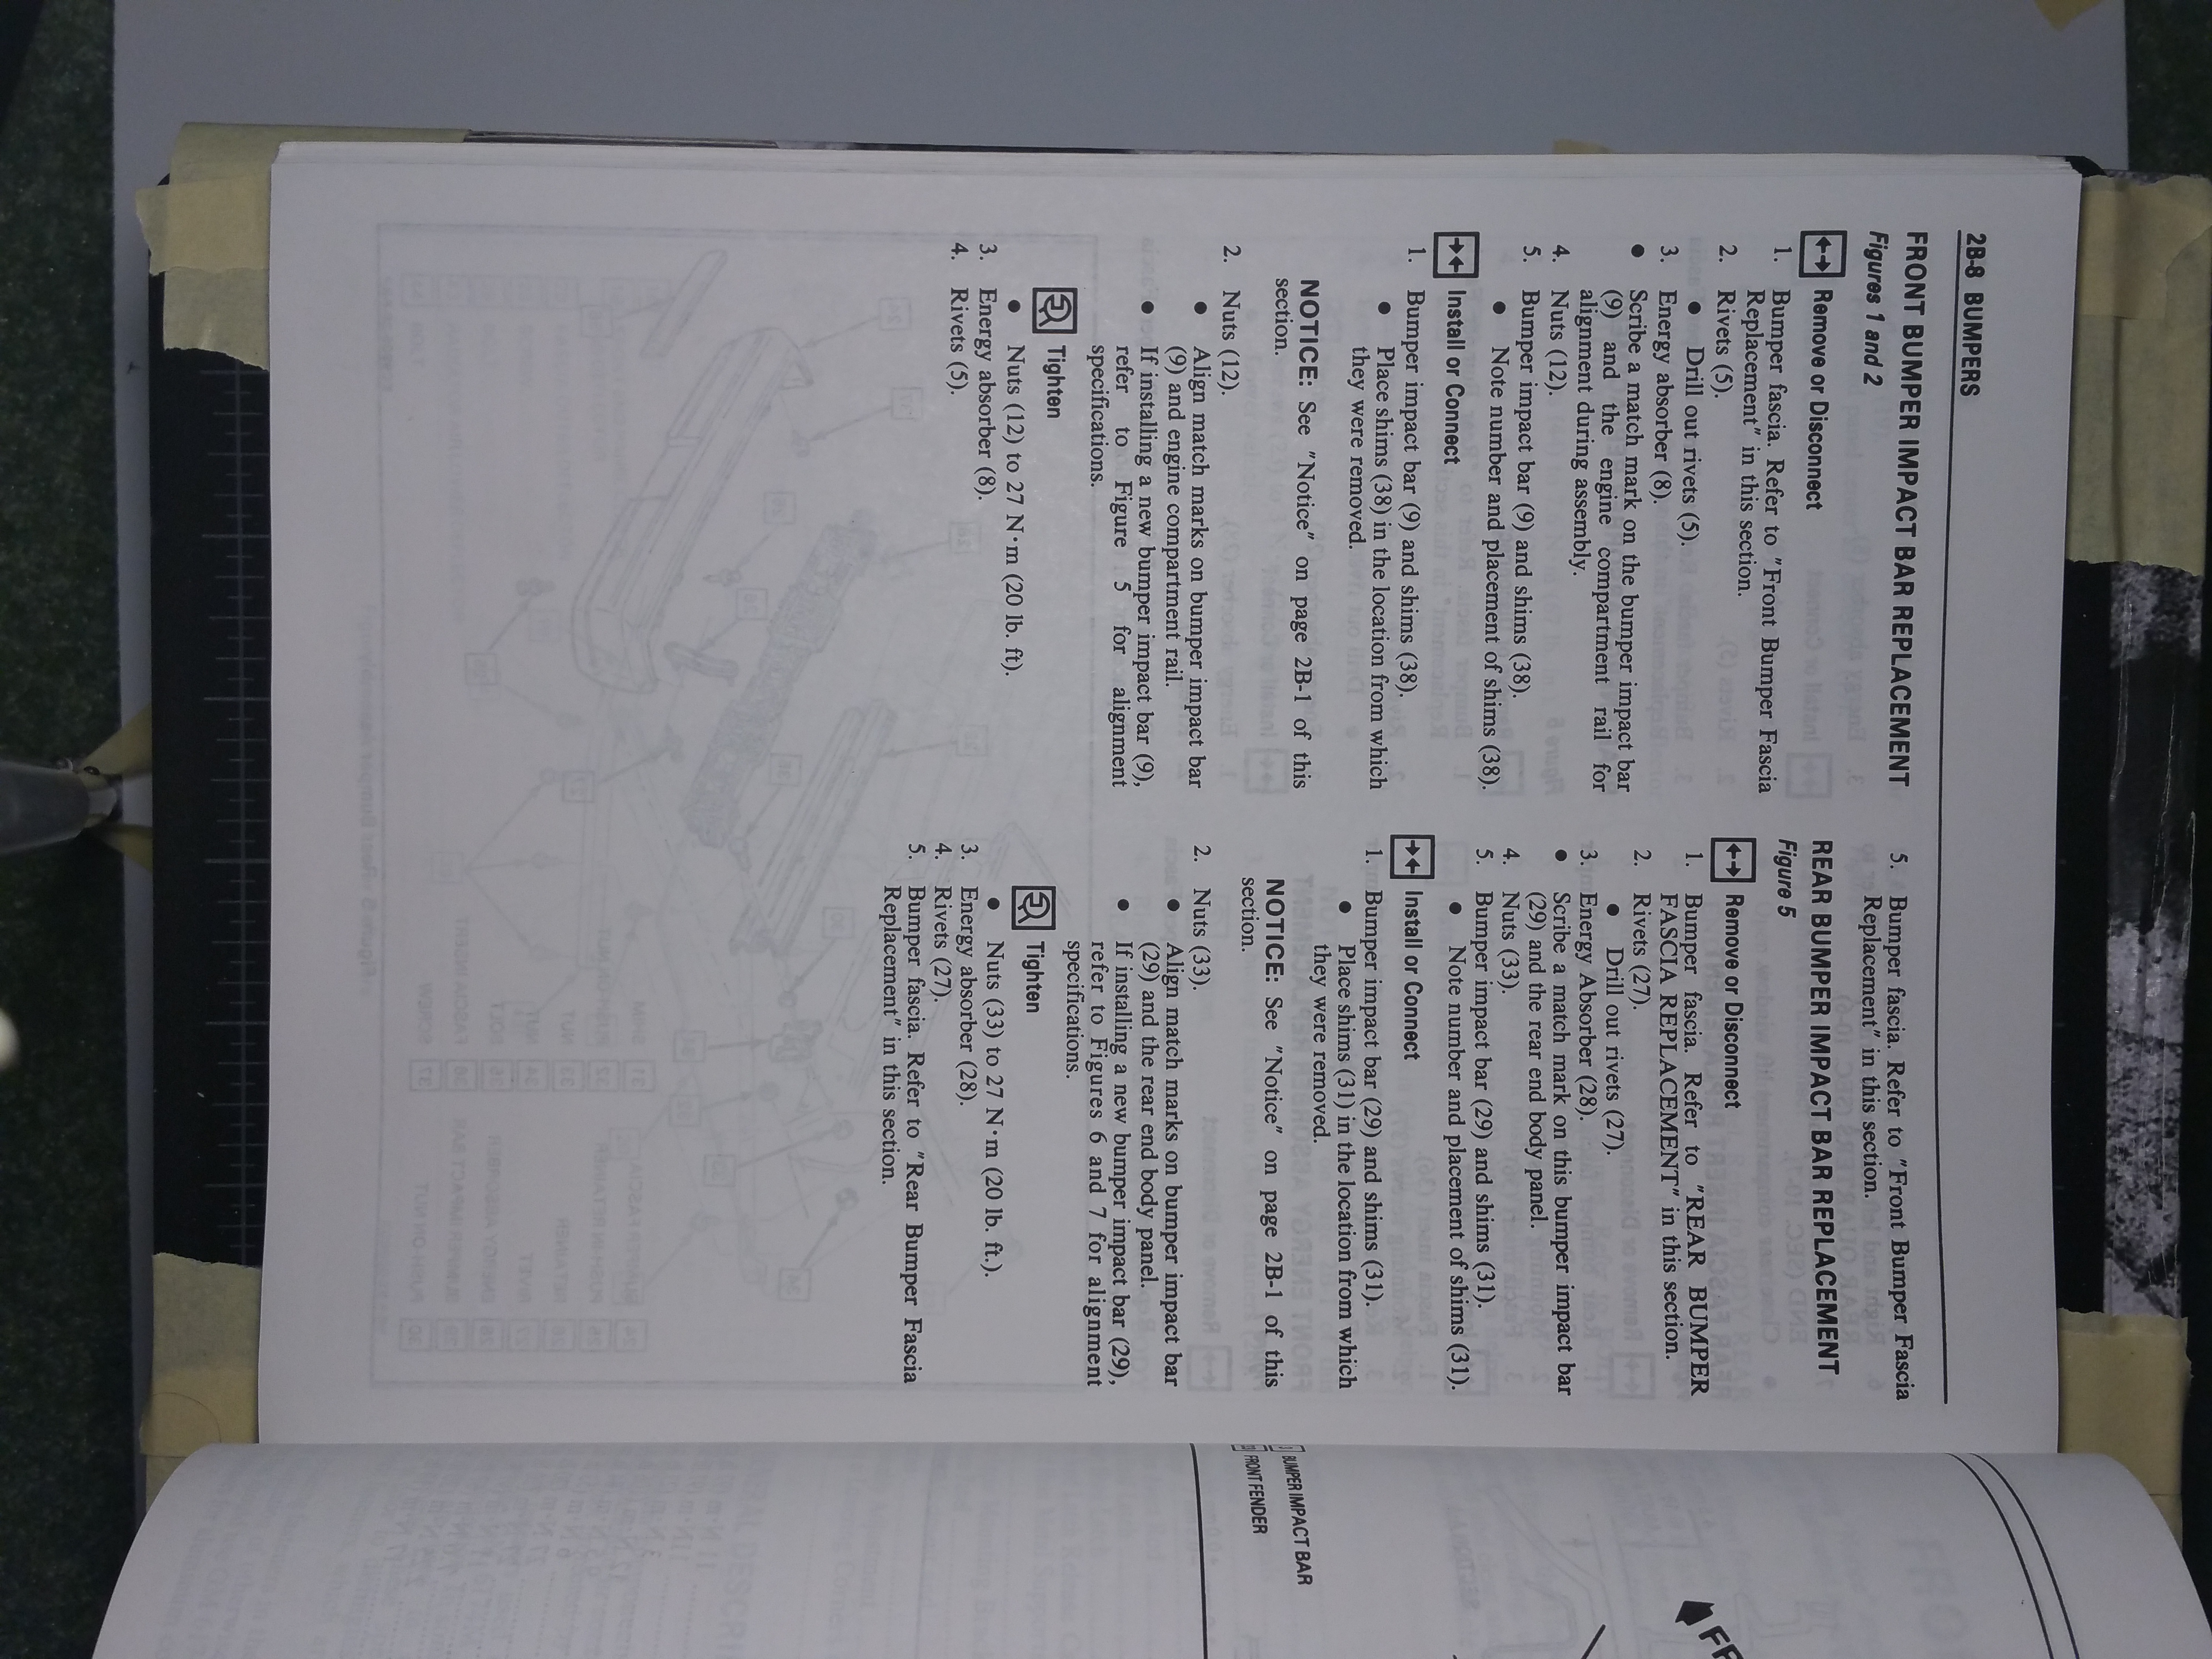 2B-8 BUMPERS
FRONT BUMPER IMPACT BAR REPLACEMENT
Figures 1 and 2
Remove or Disconnect
1. Bumper fascia. Refer to "Front Bumper Fascia
Replacement" in this section.
2. Rivets (5).
• Drill out rivets (5).
3. Energy absorber (8).
• Scribe a match mark on the bumper impact bar
(9) and the engine compartment rail for
alignment during assembly.
4. Nuts (12).
5. Bumper impact bar (9) and shims (38).
• Note number and placement of shims (38).
Install or Connect
1. Bumper impact bar (9) and shims (38).
• Place shims (38) in the location from which
they were removed.
NOTICE: See "Notice" on page 2B-1 of this
section.
2. Nuts (12).
• Align match marks on bumper impact bar
(9) and engine compartment rail.
• If installing a new bumper impact bar (9),
refer to Figure 5 for alignment
specifications.
Tighten
• Nuts (12) to 27 N·m (20 lb. ft).
3. Energy absorber (8).
4. Rivets (5).
5. Bumper fascia. Refer to "Front Bumper Fascia
Replacement" in this section.
REAR BUMPER IMPACT BAR REPLACEMENT
Figure 5
Remove or Disconnect
1. Bumper fascia. Refer to "REAR BUMPER
FASCIA REPLACEMENT" in this section.
2. Rivets (27).
• Drill out rivets (27).
3. Energy Absorber (28).
• Scribe a match mark on this bumper impact bar
(29) and the rear end body panel.
4. Nuts (33).
5. Bumper impact bar (29) and shims (31).
• Note number and placement of shims (31).
Install or Connect
1. Bumper impact bar (29) and shims (31).
• Place shims (31) in the location from which
they were removed.
NOTICE: See "Notice" on page 2B-1 of this
section.
2. Nuts (33).
• Align match marks on bumper impact bar
(29) and the rear end body panel.
• If installing a new bumper impact bar (29),
refer to Figures 6 and 7 for alignment
specifications.
Tighten
• Nuts (33) to 27 N·m (20 lb. ft.).
3. Energy absorber (28).
4. Rivets (27).
5. Bumper fascia. Refer to "Rear Bumper Fascia
Replacement" in this section.
BUMPER IMPACT BAR
FRONT FENDER